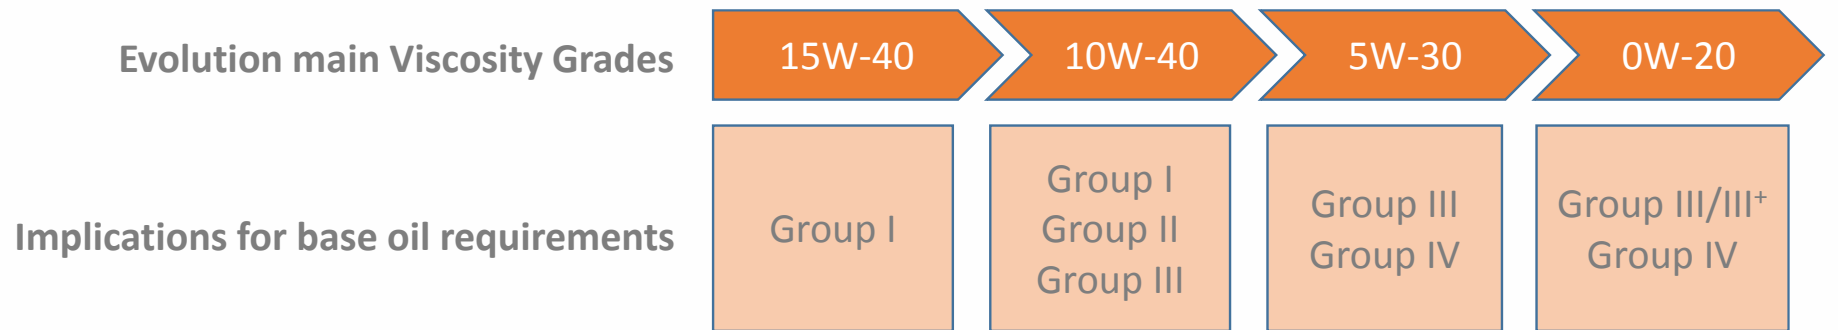 Evolution main Viscosity Grades
15W-40
10W-40
5W-30
0W-20
Implications for base oil requirements
Group I
Group I
Group II
Group III
Group III
Group IV
Group III/III⁺
Group IV